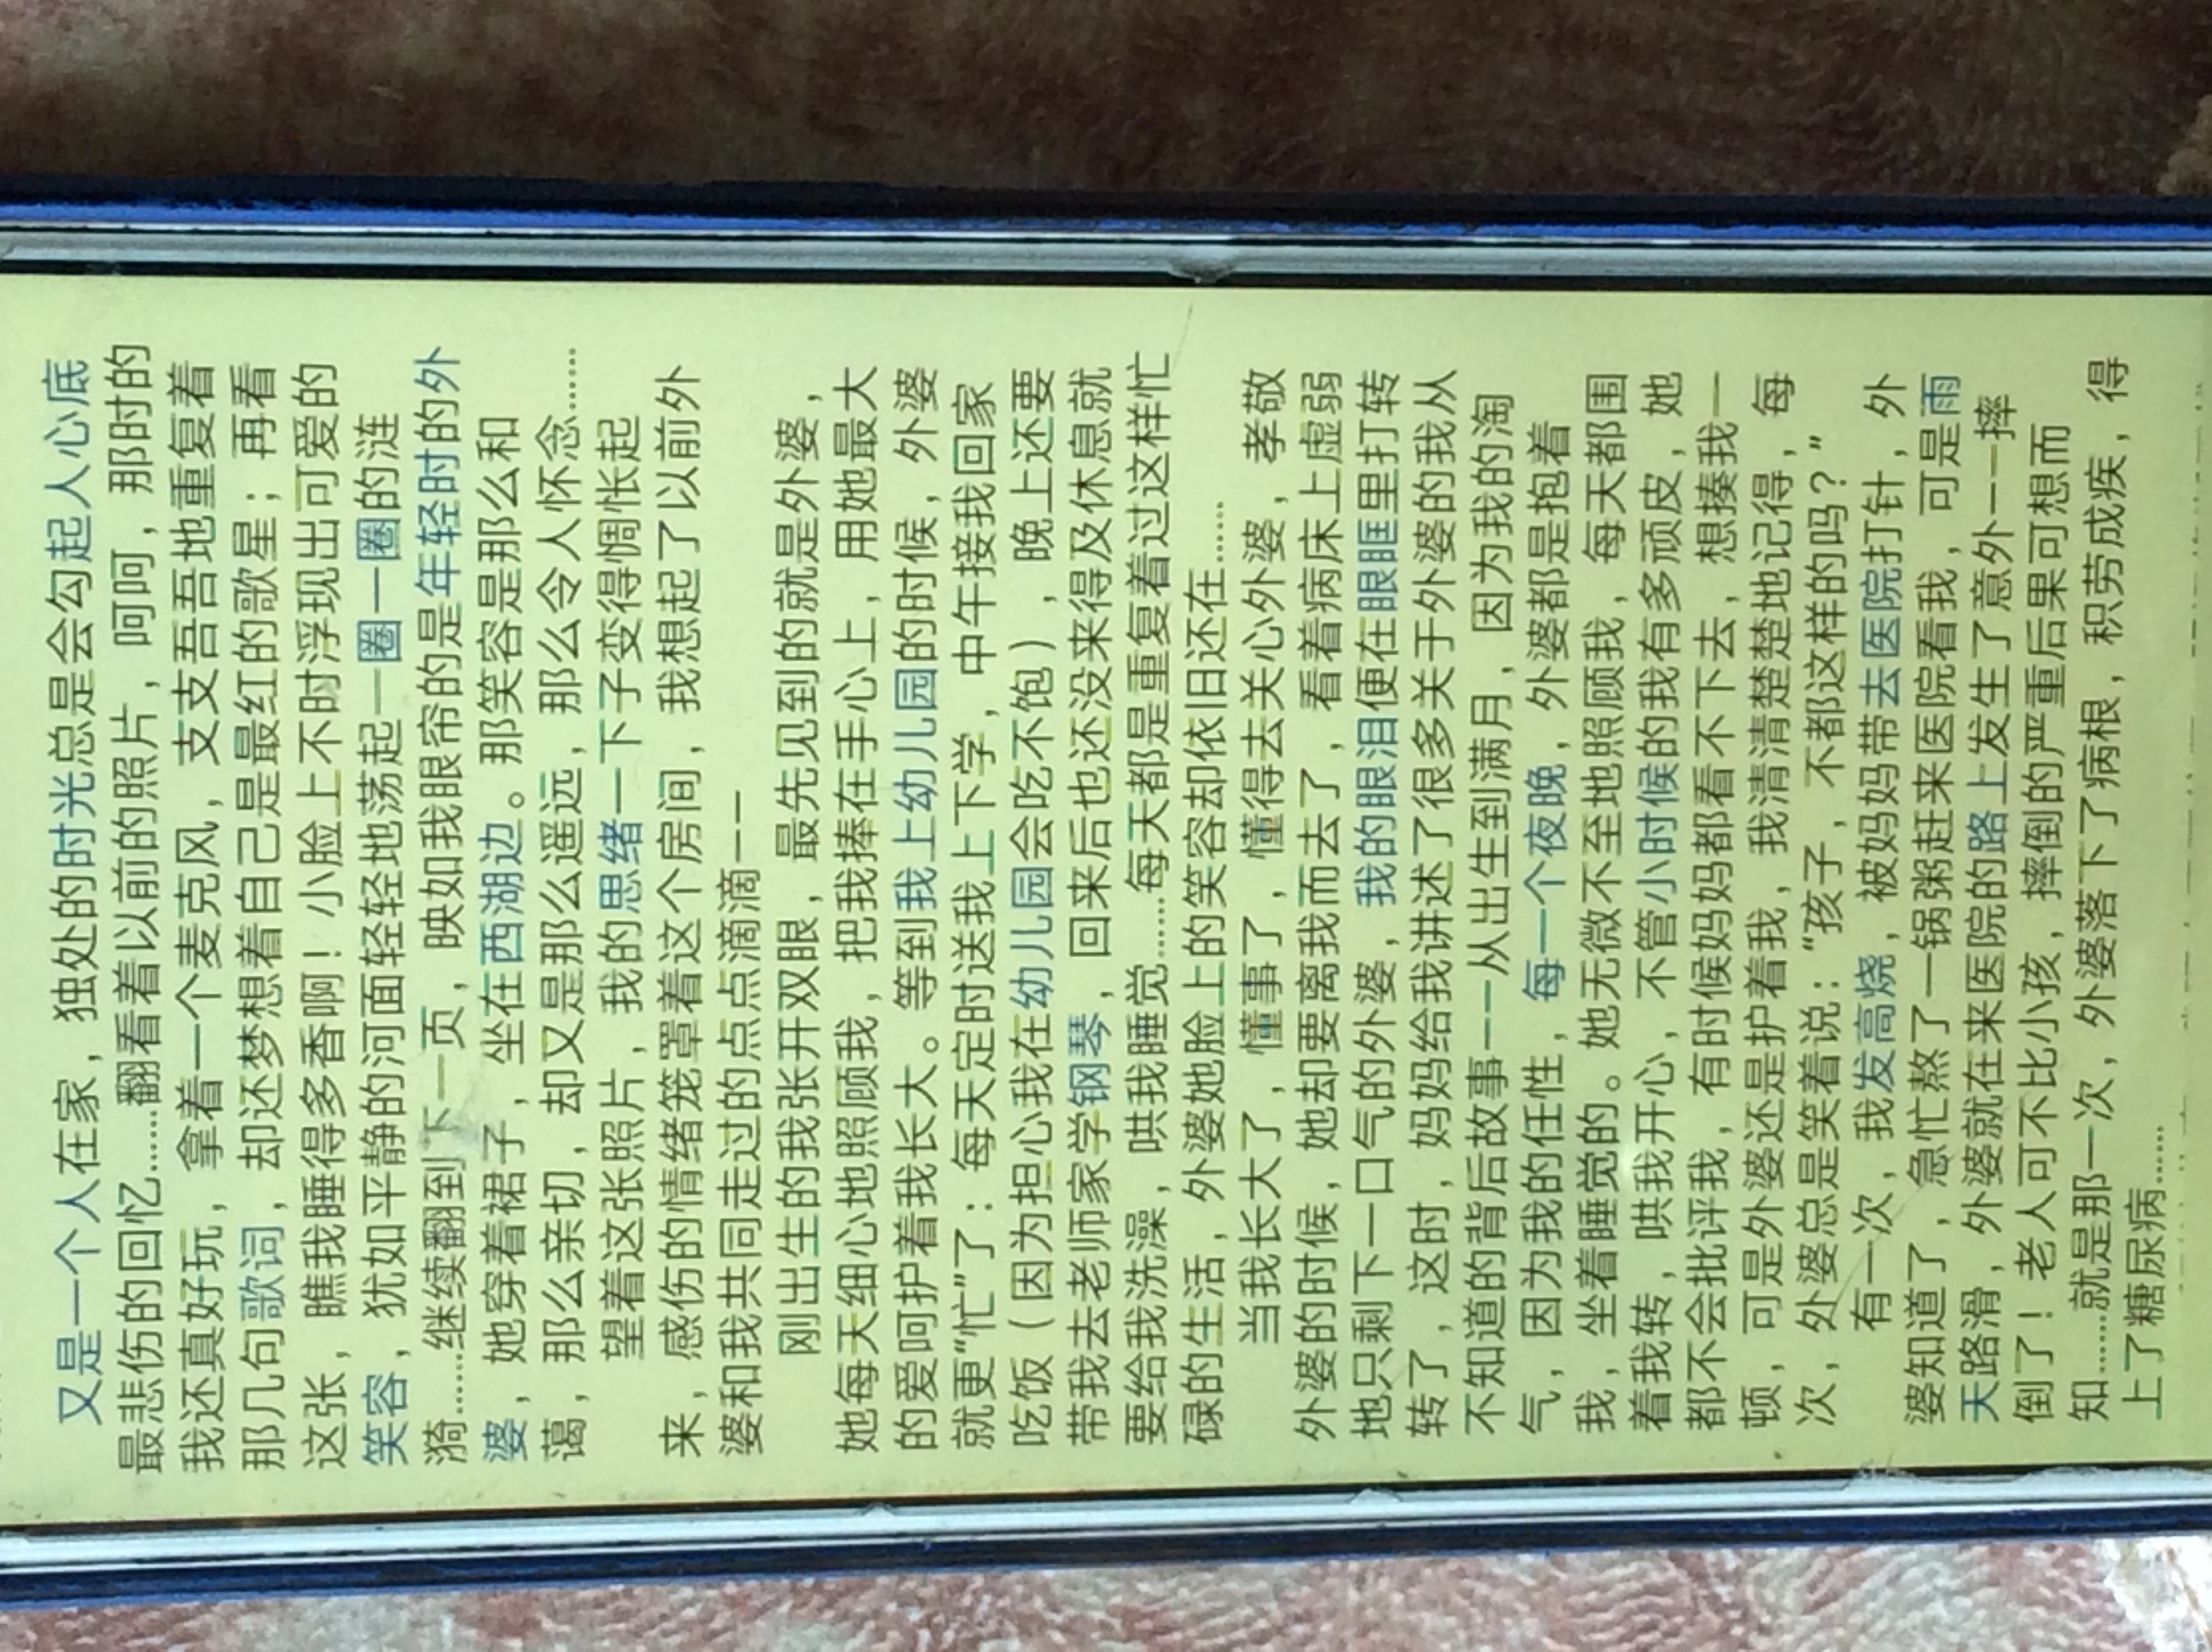 又是一个人在家，独处的时光总是会勾起人心底
最悲伤的回忆……翻看着以前的照片，呵呵，那时的
我还真好玩，拿着一个麦克风，支支吾吾地重复着
那几句歌词，却还梦想着自己是最红的歌星；再看
这张，瞧我睡得多香啊！小脸上不时浮现出可爱的
笑容，犹如平静的河面轻轻地荡起一圈一圈的涟
漪……继续翻到下一页，映如我眼帘的是年轻时的外
婆，她穿着裙子，坐在西湖边。那笑容是那么和
蔼，那么亲切，却又是那么遥远，那么令人怀念……
望着这张照片，我的思绪一下子变得惆怅起
来，感伤的情绪笼罩着这个房间，我想起了以前外
婆和我共同走过的点点滴滴——
刚出生的我张开双眼，最先见到的就是外婆，
她每天细心地照顾我，把我捧在手心上，用她最大
的爱呵护着我长大。等到我上幼儿园的时候，外婆
就更“忙”了：每天定时送我上下学，中午接我回家
吃饭（因为担心我在幼儿园会吃不饱），晚上还要
带我去老师家学钢琴，回来后也还没来得及休息就
要给我洗澡，哄我睡觉……每天都是重复着过这样忙
碌的生活，外婆她脸上的笑容却依旧还在……
当我长大了，懂事了，懂得去关心外婆，孝敬
外婆的时候，她却要离我而去了，看着病床上虚弱
地只剩下一口气的外婆，我的眼泪便在眼眶里打转
转了，这时，妈妈给我讲述了很多关于外婆的我从
不知道的背后故事——从出生到满月，因为我的淘
气，因为我的任性，每一个夜晚，外婆都是抱着
我，坐着睡觉的。她无微不至地照顾我，每天都围
着我转，哄我开心，不管小时候的我有多顽皮，她
都不会批评我，有时候妈妈都看不下去，想揍我一
顿，可是外婆还是护着我，我清清楚楚地记得，每
次，外婆总是笑着说：“孩子，不都这样的吗？”
有一次，我发高烧，被妈妈带去医院打针，外
婆知道了，急忙熬了一锅粥赶来医院看我，可是雨
天路滑，外婆就在来医院的路上发生了意外——摔
倒了！老人可不比小孩，摔倒的严重后果可想而
知……就是那一次，外婆落下了病根，积劳成疾，得
上了糖尿病……